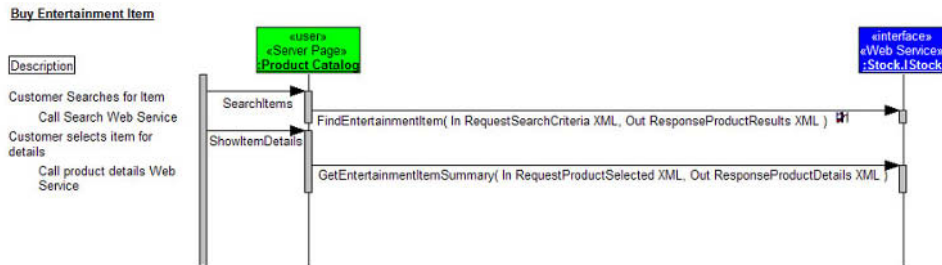 Buy Entertainment Item
«user»
«Server Page»
:Product Catalog
«interface»
«Web Service»
:Stock.IStock
Description
Customer Searches for Item
SearchItems
Call Search Web Service
FindEntertainmentItem( In RequestSearchCriteria XML, Out ResponseProductResults XML )
Customer selects item for
details
ShowItemDetails
Call product details Web
Service
GetEntertainmentItemSummary( In RequestProductSelected XML, Out ResponseProductDetails XML )